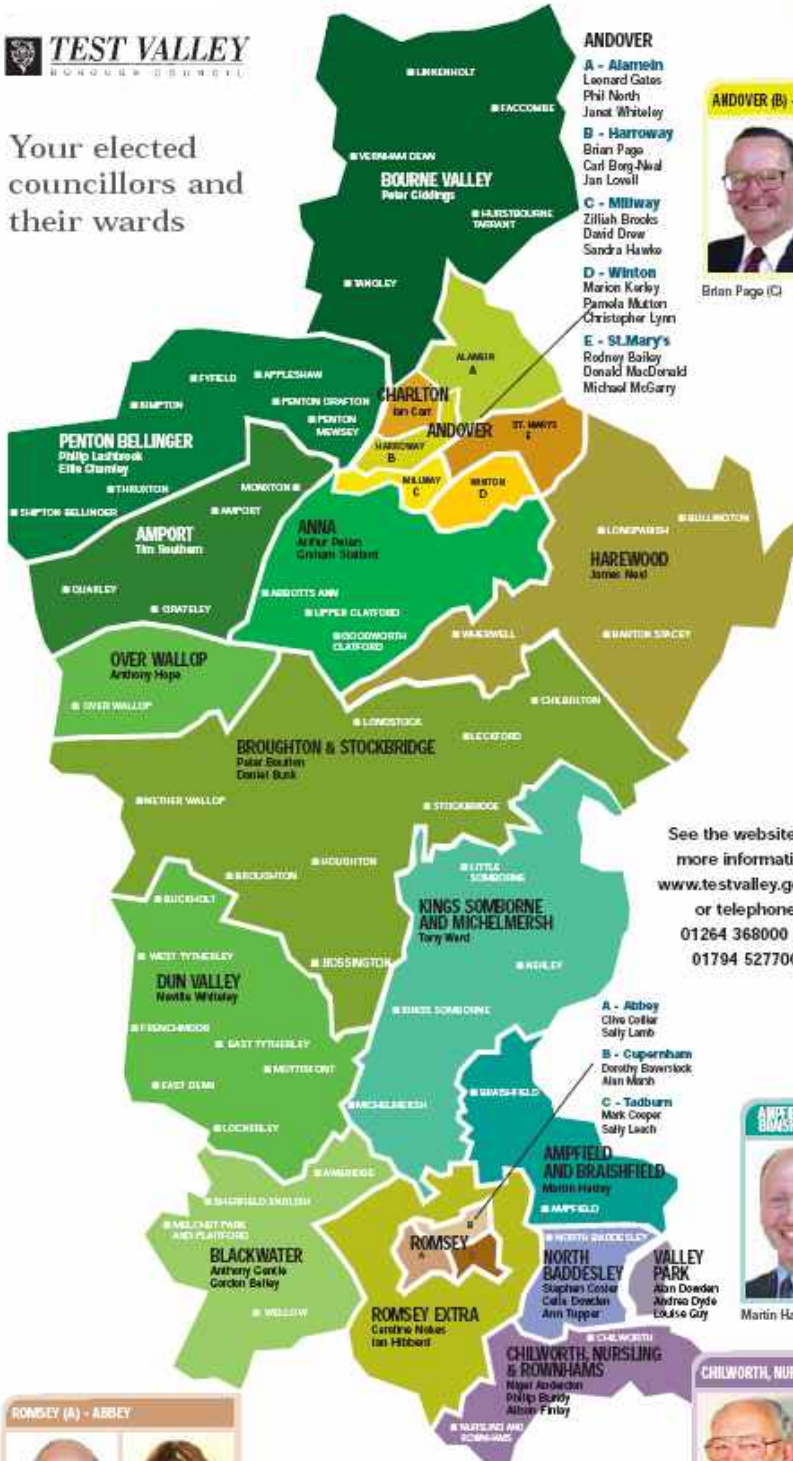 TEST VALLEY
BOROUGH COUNCIL
Your elected
councillors and
their wards
ANDOVER
A - Alamein
Leonard Gates
Phil North
Janet Whiteley
B - Harroway
Brian Page
Carl Borg-Neal
Jan Lovell
C - Millway
Zilliah Brooks
David Drew
Sandra Hawke
D - Winton
Marion Kerley
Pamela Mutton
Christopher Lynn
E - St.Mary's
Rodney Bailey
Donald MacDonald
Michael McGarry
ANDOVER (B) -
Brian Page (C)
LINKENHOLT
FACCOMBE
VERNHAM DEAN
BOURNE VALLEY
Peter Giddings
HURSTBOURNE
TARRANT
TANGLEY
ALAMEIN
A
FYFIELD
APPLESHAW
KIMPTON
PENTON GRAFTON
PENTON
MEWSEY
CHARLTON
Ian Carr
ANDOVER
ST. MARYS
E
HARROWAY
B
PENTON BELLINGER
Philip Lashbrook
Ellie Charnley
THRUXTON
SHIPTON BELLINGER
MONXTON
AMPORT
AMPORT
Tim Southern
MILLWAY
C
WINTON
D
ANNA
Arthur Peters
Graham Stallard
LONGPARISH
BULLINGTON
HAREWOOD
James Neal
QUARLEY
GRATELEY
ABBOTTS ANN
UPPER CLATFORD
GOODWORTH
CLATFORD
WHERWELL
BARTON STACEY
OVER WALLOP
Anthony Hope
OVER WALLOP
CHILBOLTON
LONGSTOCK
LECKFORD
BROUGHTON & STOCKBRIDGE
Peter Boulton
Daniel Busk
NETHER WALLOP
STOCKBRIDGE
HOUGHTON
BROUGHTON
LITTLE
SOMBORNE
See the website
more informati
www.testvalley.go
or telephone
01264 368000
01794 52770
BUCKHOLT
KINGS SOMBORNE
AND MICHELMERSH
Tony Ward
WEST TYTHERLEY
BOSSINGTON
ASHLEY
DUN VALLEY
Neville Whiteley
KINGS SOMBORNE
FRENCHMOOR
EAST TYTHERLEY
MOTTISFONT
EAST DEAN
LOCKERLEY
MICHELMERSH
BRAISHFIELD
A - Abbey
Clive Collier
Sally Lamb
B - Cupernham
Dorothy Baverstock
Alan Marsh
C - Tadburn
Mark Cooper
Sally Leach
AMPFIELD
AND BRAISHFIELD
Martin Hatley
AMPFIELD
Martin Ha
AWBRIDGE
SHERFIELD ENGLISH
MELCHET PARK
AND PLAITFORD
BLACKWATER
Anthony Gentle
Gordon Bailey
WELLOW
B
ROMSEY
A
C
ROMSEY EXTRA
Caroline Nokes
Ian Hibberd
NORTH BADDESLEY
NORTH
BADDESLEY
Stephen Cosier
Celia Dowden
Ann Tupper
VALLEY
PARK
Alan Dowden
Andrea Dyde
Louise Guy
CHILWORTH
CHILWORTH, NURSLING
& ROWNHAMS
Nigel Anderdon
Philip Bundy
Alison Finlay
NURSLING AND
ROWNHAMS
CHILWORTH, NUR
ROMSEY (A) - ABBEY